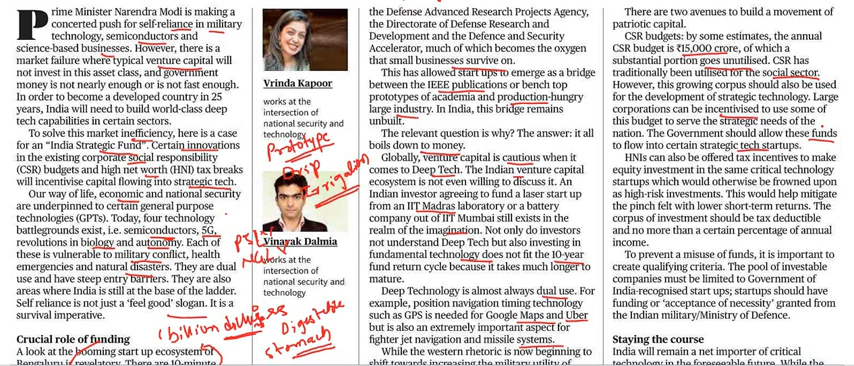 Prime Minister Narendra Modi is making a
concerted push for self-reliance in military
technology, semiconductors and
science-based businesses. However, there is a
market failure where typical venture capital will
not invest in this asset class, and government
money is not nearly enough or is not fast enough.
In order to become a developed country in 25
years, India will need to build world-class deep
tech capabilities in certain sectors.
To solve this market inefficiency, here is a case
for an “India Strategic Fund”. Certain innovations
in the existing corporate social responsibility
(CSR) budgets and high net worth (HNI) tax breaks
will incentivise capital flowing into strategic tech.
Our way of life, economic and national security
are underpinned to certain general purpose
technologies (GPTs). Today, four technology
battlegrounds exist, i.e. semiconductors, 5G,
revolutions in biology and autonomy. Each of
these is vulnerable to military conflict, health
emergencies and natural disasters. They are dual
use and have steep entry barriers. They are also
areas where India is still at the base of the ladder.
Self reliance is not just a ‘feel good’ slogan. It is a
survival imperative.
Crucial role of funding
A look at the booming start up ecosystem of
Bengaluru is revelatory. There are 10-minute
Vrinda Kapoor
works at the
intersection of
national security and
technology
Prototype
Drip
Irrigation
Vinayak Dalmia
works at the
intersection of
national security and
technology
Digestable
stomach
the Defense Advanced Research Projects Agency,
the Directorate of Defense Research and
Development and the Defence and Security
Accelerator, much of which becomes the oxygen
that small businesses survive on.
This has allowed start ups to emerge as a bridge
between the IEEE publications or bench top
prototypes of academia and production-hungry
large industry. In India, this bridge remains
unbuilt.
The relevant question is why? The answer: it all
boils down to money.
Globally, venture capital is cautious when it
comes to Deep Tech. The Indian venture capital
ecosystem is not even willing to discuss it. An
Indian investor agreeing to fund a laser start up
from an IIT Madras laboratory or a battery
company out of IIT Mumbai still exists in the
realm of the imagination. Not only do investors
not understand Deep Tech but also investing in
fundamental technology does not fit the 10-year
fund return cycle because it takes much longer to
mature.
Deep Technology is almost always dual use. For
example, position navigation timing technology
such as GPS is needed for Google Maps and Uber
but is also an extremely important aspect for
fighter jet navigation and missile systems.
While the western rhetoric is now beginning to
shift towards increasing the military utility of
There are two avenues to build a movement of
patriotic capital.
CSR budgets: by some estimates, the annual
CSR budget is ₹15,000 crore, of which a
substantial portion goes unutilised. CSR has
traditionally been utilised for the social sector.
However, this growing corpus should also be used
for the development of strategic technology. Large
corporations can be incentivised to use some of
this budget to serve the strategic needs of the
nation. The Government should allow these funds
to flow into certain strategic tech startups.
HNIs can also be offered tax incentives to make
equity investment in the same critical technology
startups which would otherwise be frowned upon
as high-risk investments. This would help mitigate
the pinch felt with lower short-term returns. The
corpus of investment should be tax deductible
and no more than a certain percentage of annual
income.
To prevent a misuse of funds, it is important to
create qualifying criteria. The pool of investable
companies must be limited to Government of
India-recognised start ups; startups should have
funding or ‘acceptance of necessity’ granted from
the Indian military/Ministry of Defence.
Staying the course
India will remain a net importer of critical
technology in the foreseeable future. While the